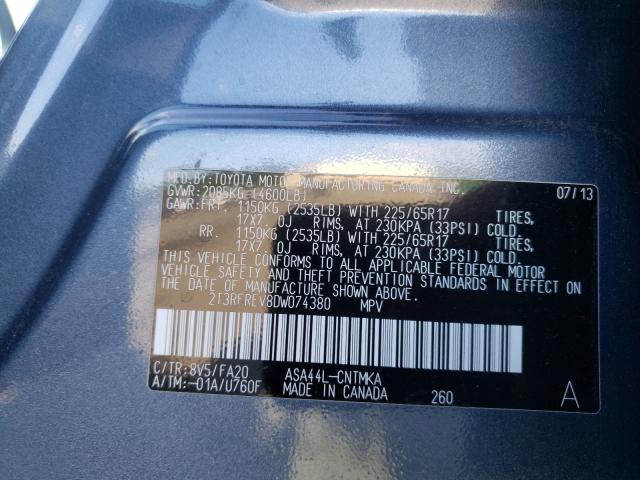 MFD.BY:TOYOTA MOTOR MANUFACTURING CANADA INC. 07/13
GVWR:2085KG (4600LB)
GAWR:FRT. 1150KG (2535LB) WITH 225/65R17 TIRES,
17X7 OJ RIMS, AT 230KPA (33PSI) COLD.
RR. 1150KG (2535LB) WITH 225/65R17 TIRES,
17X7 OJ RIMS, AT 230KPA (33PSI) COLD.
THIS VEHICLE CONFORMS TO ALL APPLICABLE FEDERAL MOTOR
VEHICLE SAFETY AND THEFT PREVENTION STANDARDS IN EFFECT ON
THE DATE OF MANUFACTURE SHOWN ABOVE.
2T3RFREV8DW074380 MPV
C/TR:8V5/FA20 ASA44L-CNTMKA
A/TM:-01A/U760F MADE IN CANADA 260 A